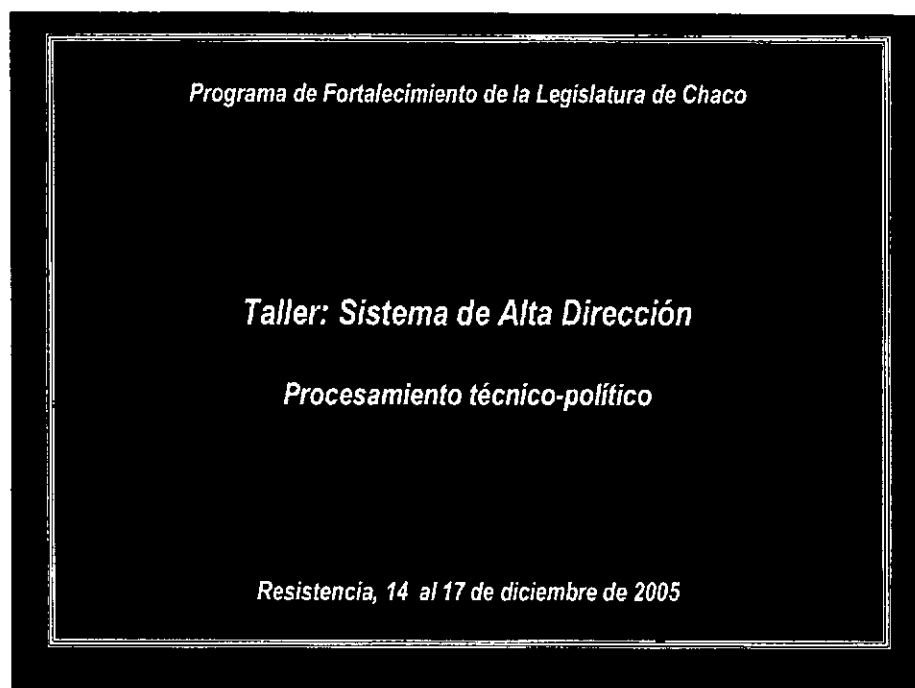 Programa de Fortalecimiento de la Legislatura de Chaco
Taller: Sistema de Alta Dirección
Procesamiento técnico-político
Resistencia, 14 al 17 de diciembre de 2005